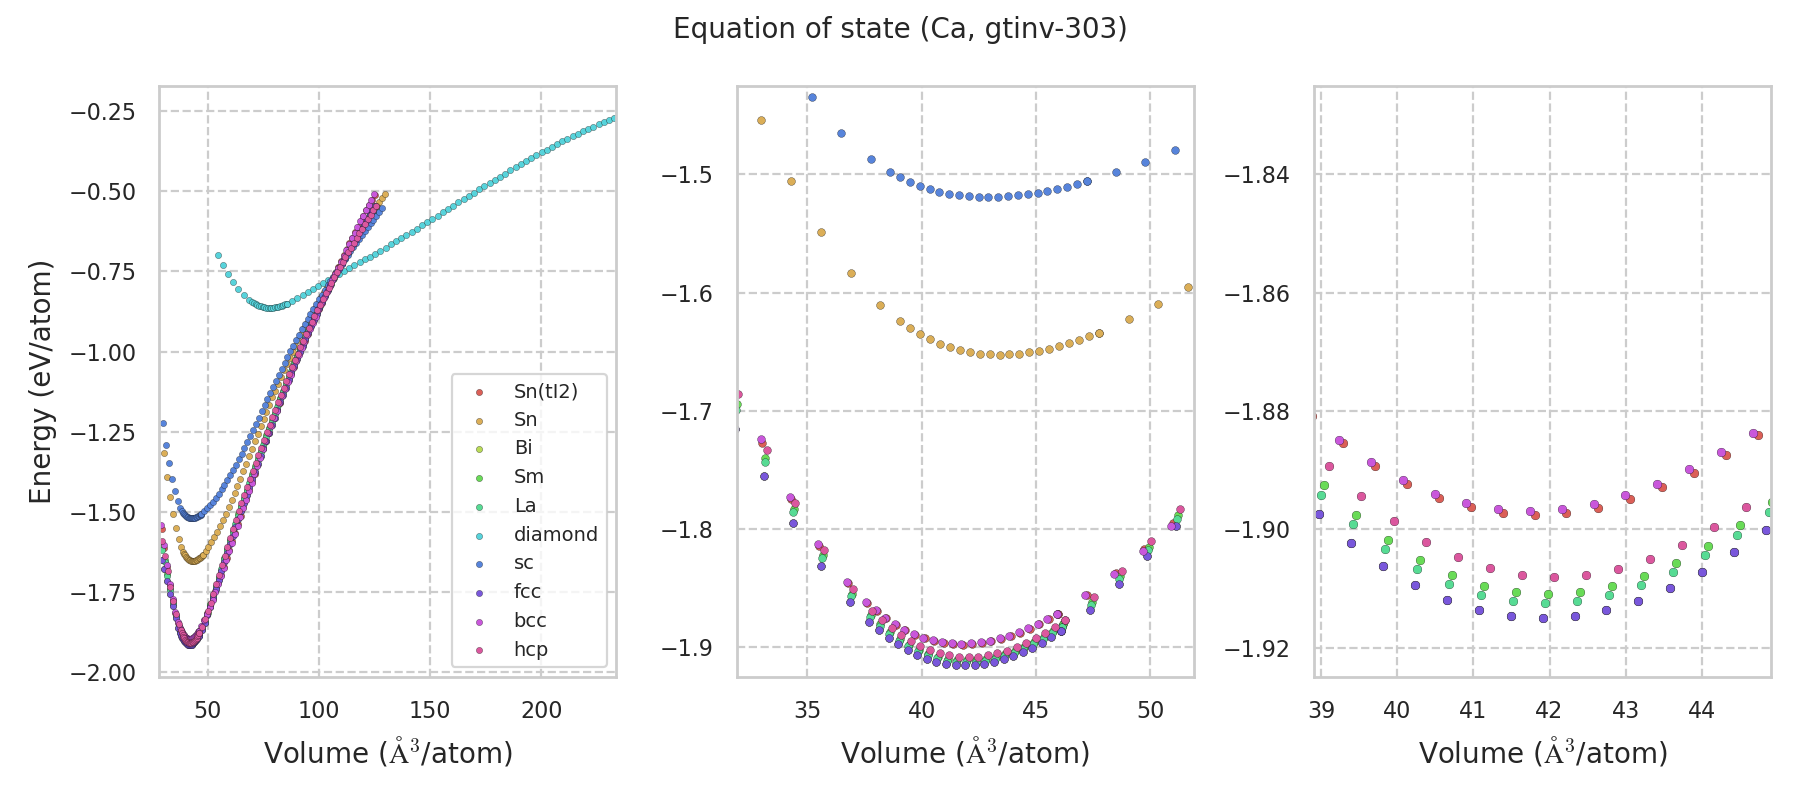 Equation of state (Ca, gtinv-303)
Energy (eV/atom)
−0.25
−0.50
−0.75
−1.00
−1.25
−1.50
−1.75
−2.00
50 100 150 200
Volume (Å³/atom)
Sn(tI2)
Sn
Bi
Sm
La
diamond
sc
fcc
bcc
hcp
−1.5
−1.6
−1.7
−1.8
−1.9
35 40 45 50
Volume (Å³/atom)
−1.84
−1.86
−1.88
−1.90
−1.92
39 40 41 42 43 44
Volume (Å³/atom)